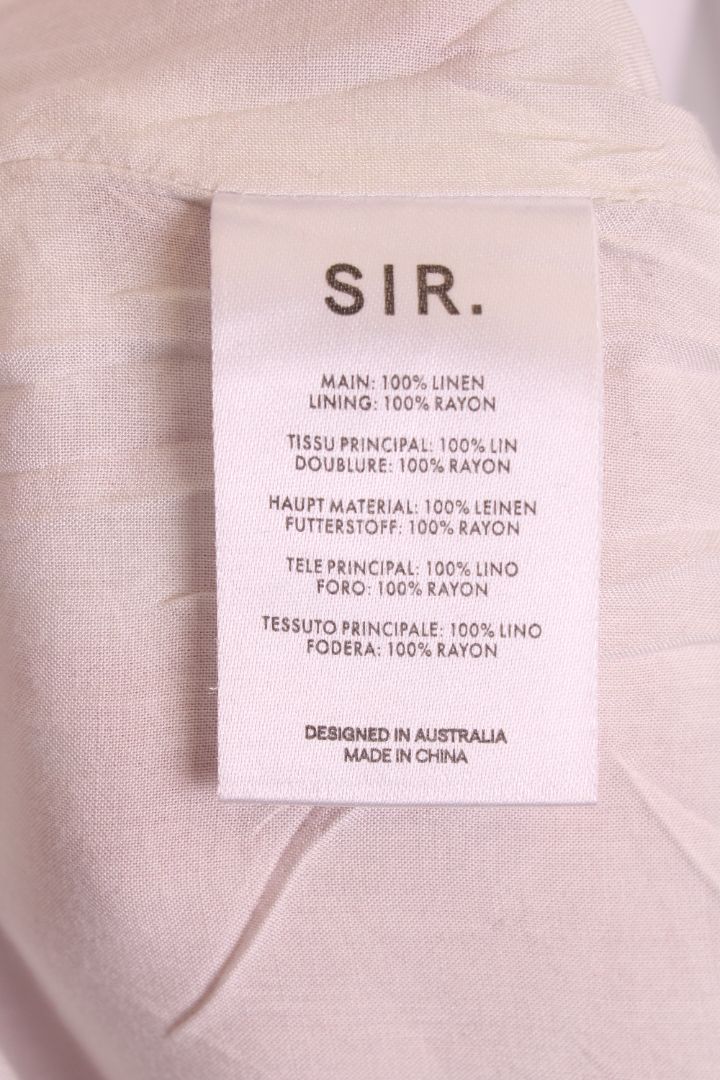 SIR.
MAIN: 100% LINEN
LINING: 100% RAYON
TISSU PRINCIPAL: 100% LIN
DOUBLURE: 100% RAYON
HAUPT MATERIAL: 100% LEINEN
FUTTERSTOFF: 100% RAYON
TELE PRINCIPAL: 100% LINO
FORO: 100% RAYON
TESSUTO PRINCIPALE: 100% LINO
FODERA: 100% RAYON
DESIGNED IN AUSTRALIA
MADE IN CHINA